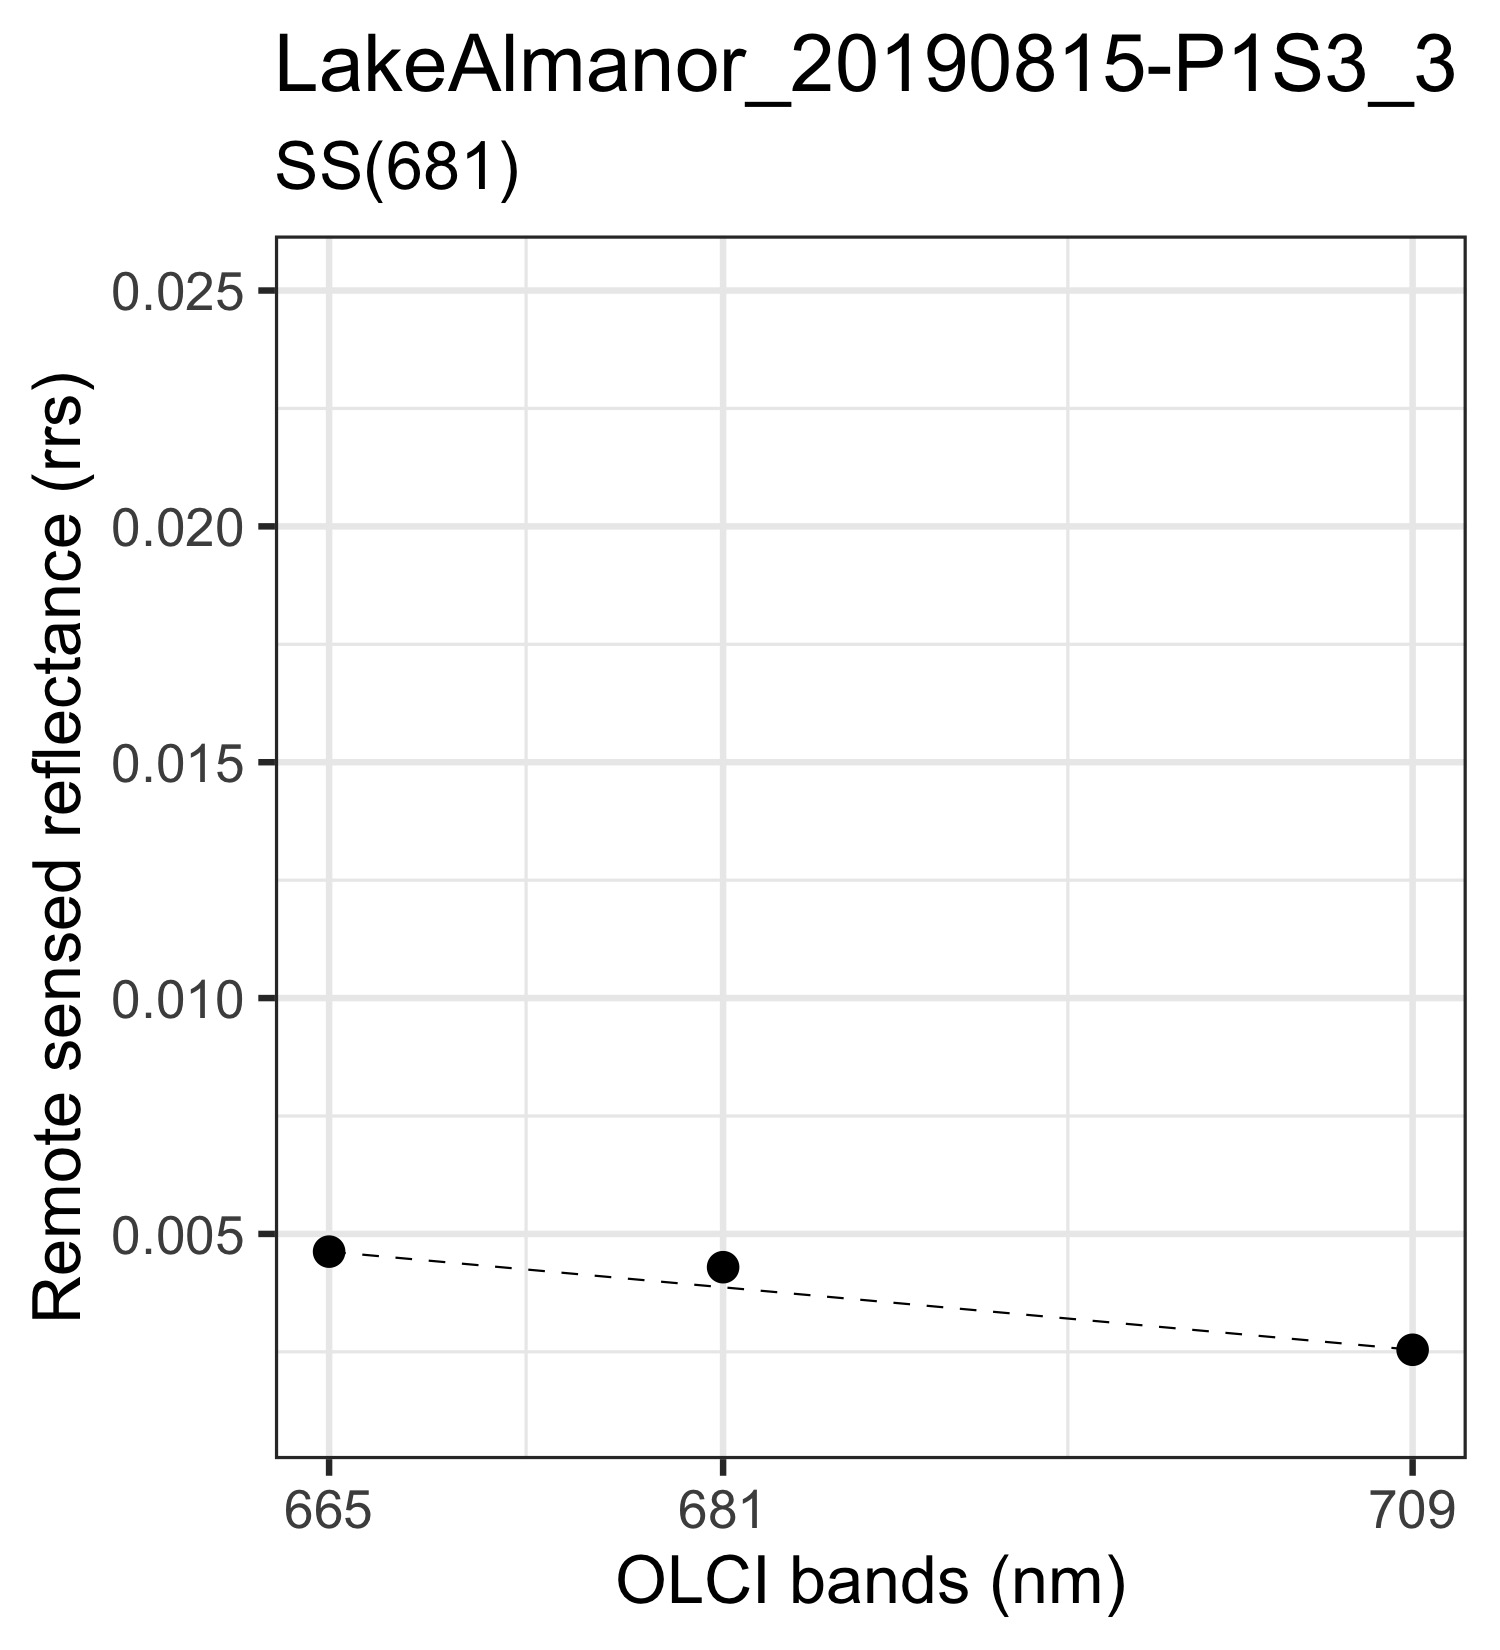 LakeAlmanor_20190815-P1S3_3
SS(681)
Remote sensed reflectance (rrs)
0.025
0.020
0.015
0.010
0.005
665 681 709
OLCI bands (nm)